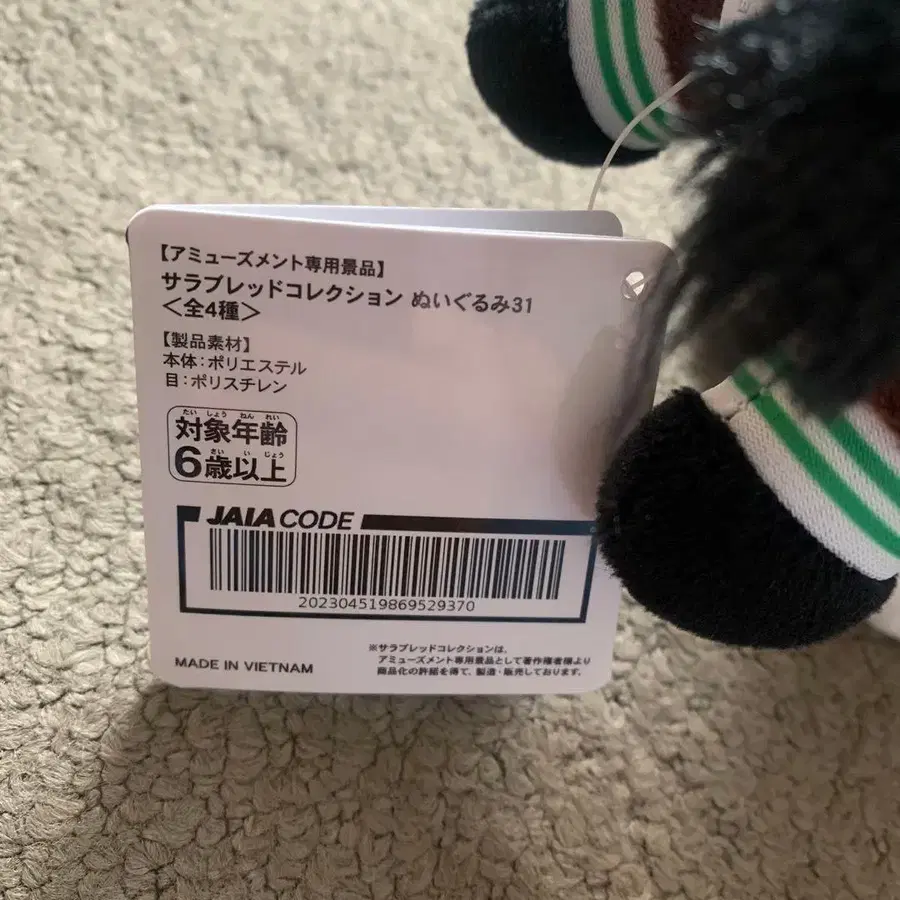 【アミューズメント専用景品】
サラブレッドコレクション ぬいぐるみ31
＜全4種＞
【製品素材】
本体：ポリエステル
目：ポリスチレン
たい しょう ねん れい
対象年齢
さい い じょう
6歳以上
JAIA CODE
202304519869529370
MADE IN VIETNAM
※サラブレッドコレクションは、
アミューズメント専用景品として著作権者様より
商品化の許諾を得て、製造・販売しております。